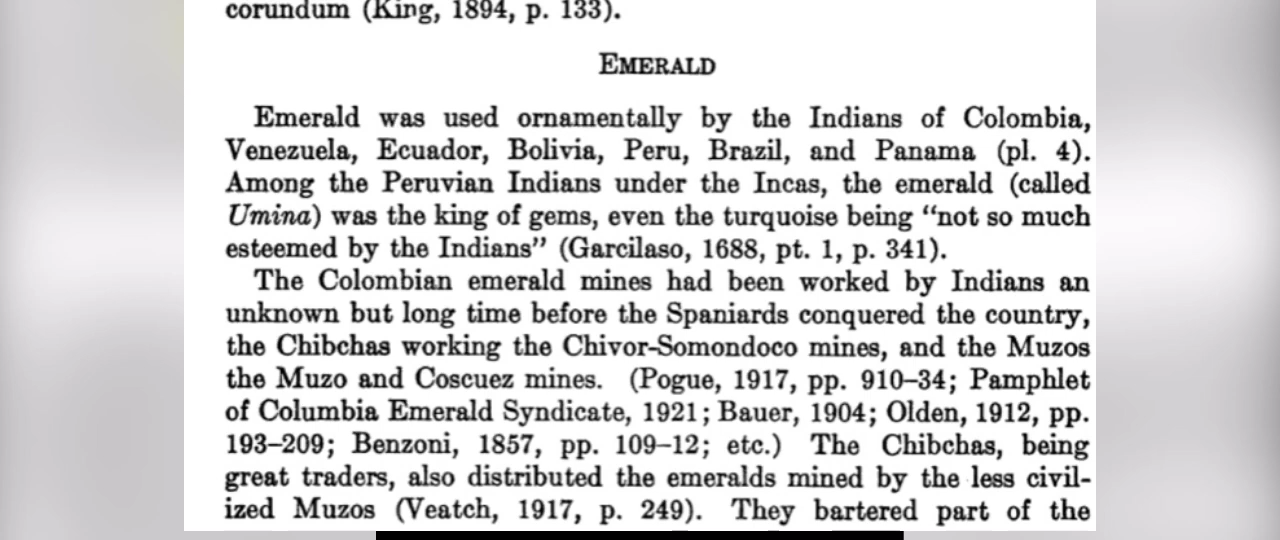 corundum (King, 1894, p. 133).
EMERALD
Emerald was used ornamentally by the Indians of Colombia,
Venezuela, Ecuador, Bolivia, Peru, Brazil, and Panama (pl. 4).
Among the Peruvian Indians under the Incas, the emerald (called
Umina) was the king of gems, even the turquoise being “not so much
esteemed by the Indians” (Garcilaso, 1688, pt. 1, p. 341).
The Colombian emerald mines had been worked by Indians an
unknown but long time before the Spaniards conquered the country,
the Chibchas working the Chivor-Somondoco mines, and the Muzos
the Muzo and Coscuez mines. (Pogue, 1917, pp. 910–34; Pamphlet
of Columbia Emerald Syndicate, 1921; Bauer, 1904; Olden, 1912, pp.
193–209; Benzoni, 1857, pp. 109–12; etc.) The Chibchas, being
great traders, also distributed the emeralds mined by the less civil-
ized Muzos (Veatch, 1917, p. 249). They bartered part of the